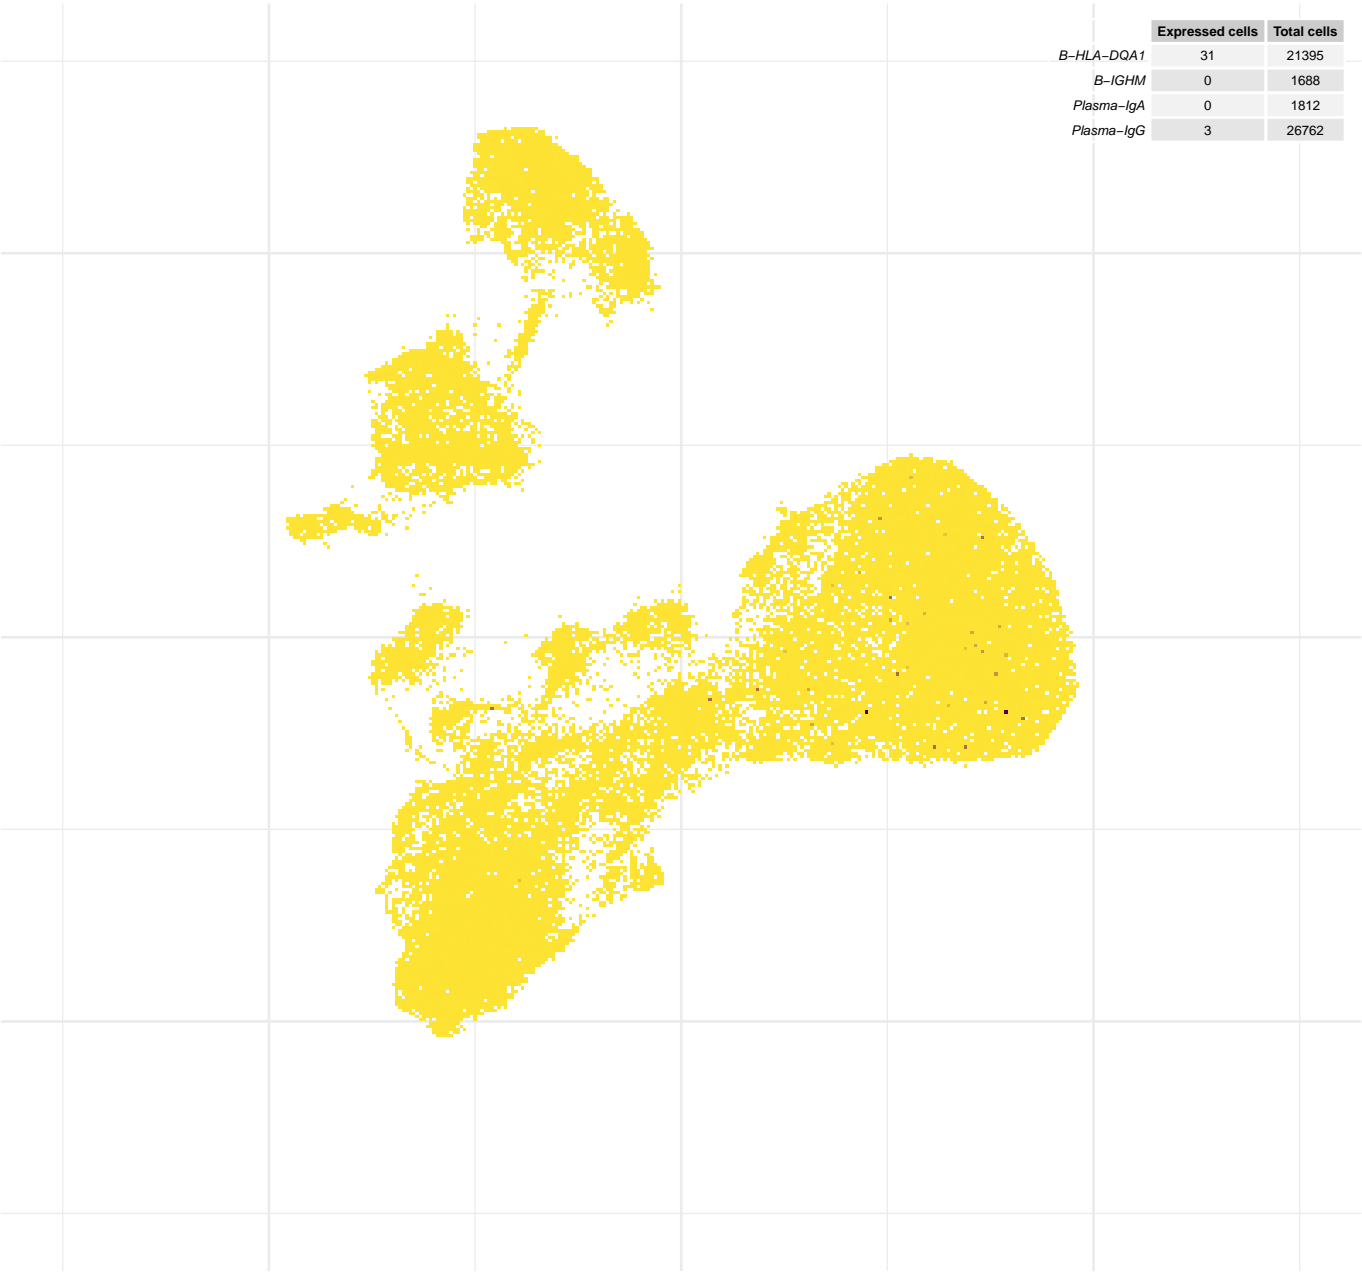 Expressed cells Total cells
B−HLA−DQA1 31 21395
B−IGHM 0 1688
Plasma−IgA 0 1812
Plasma−IgG 3 26762